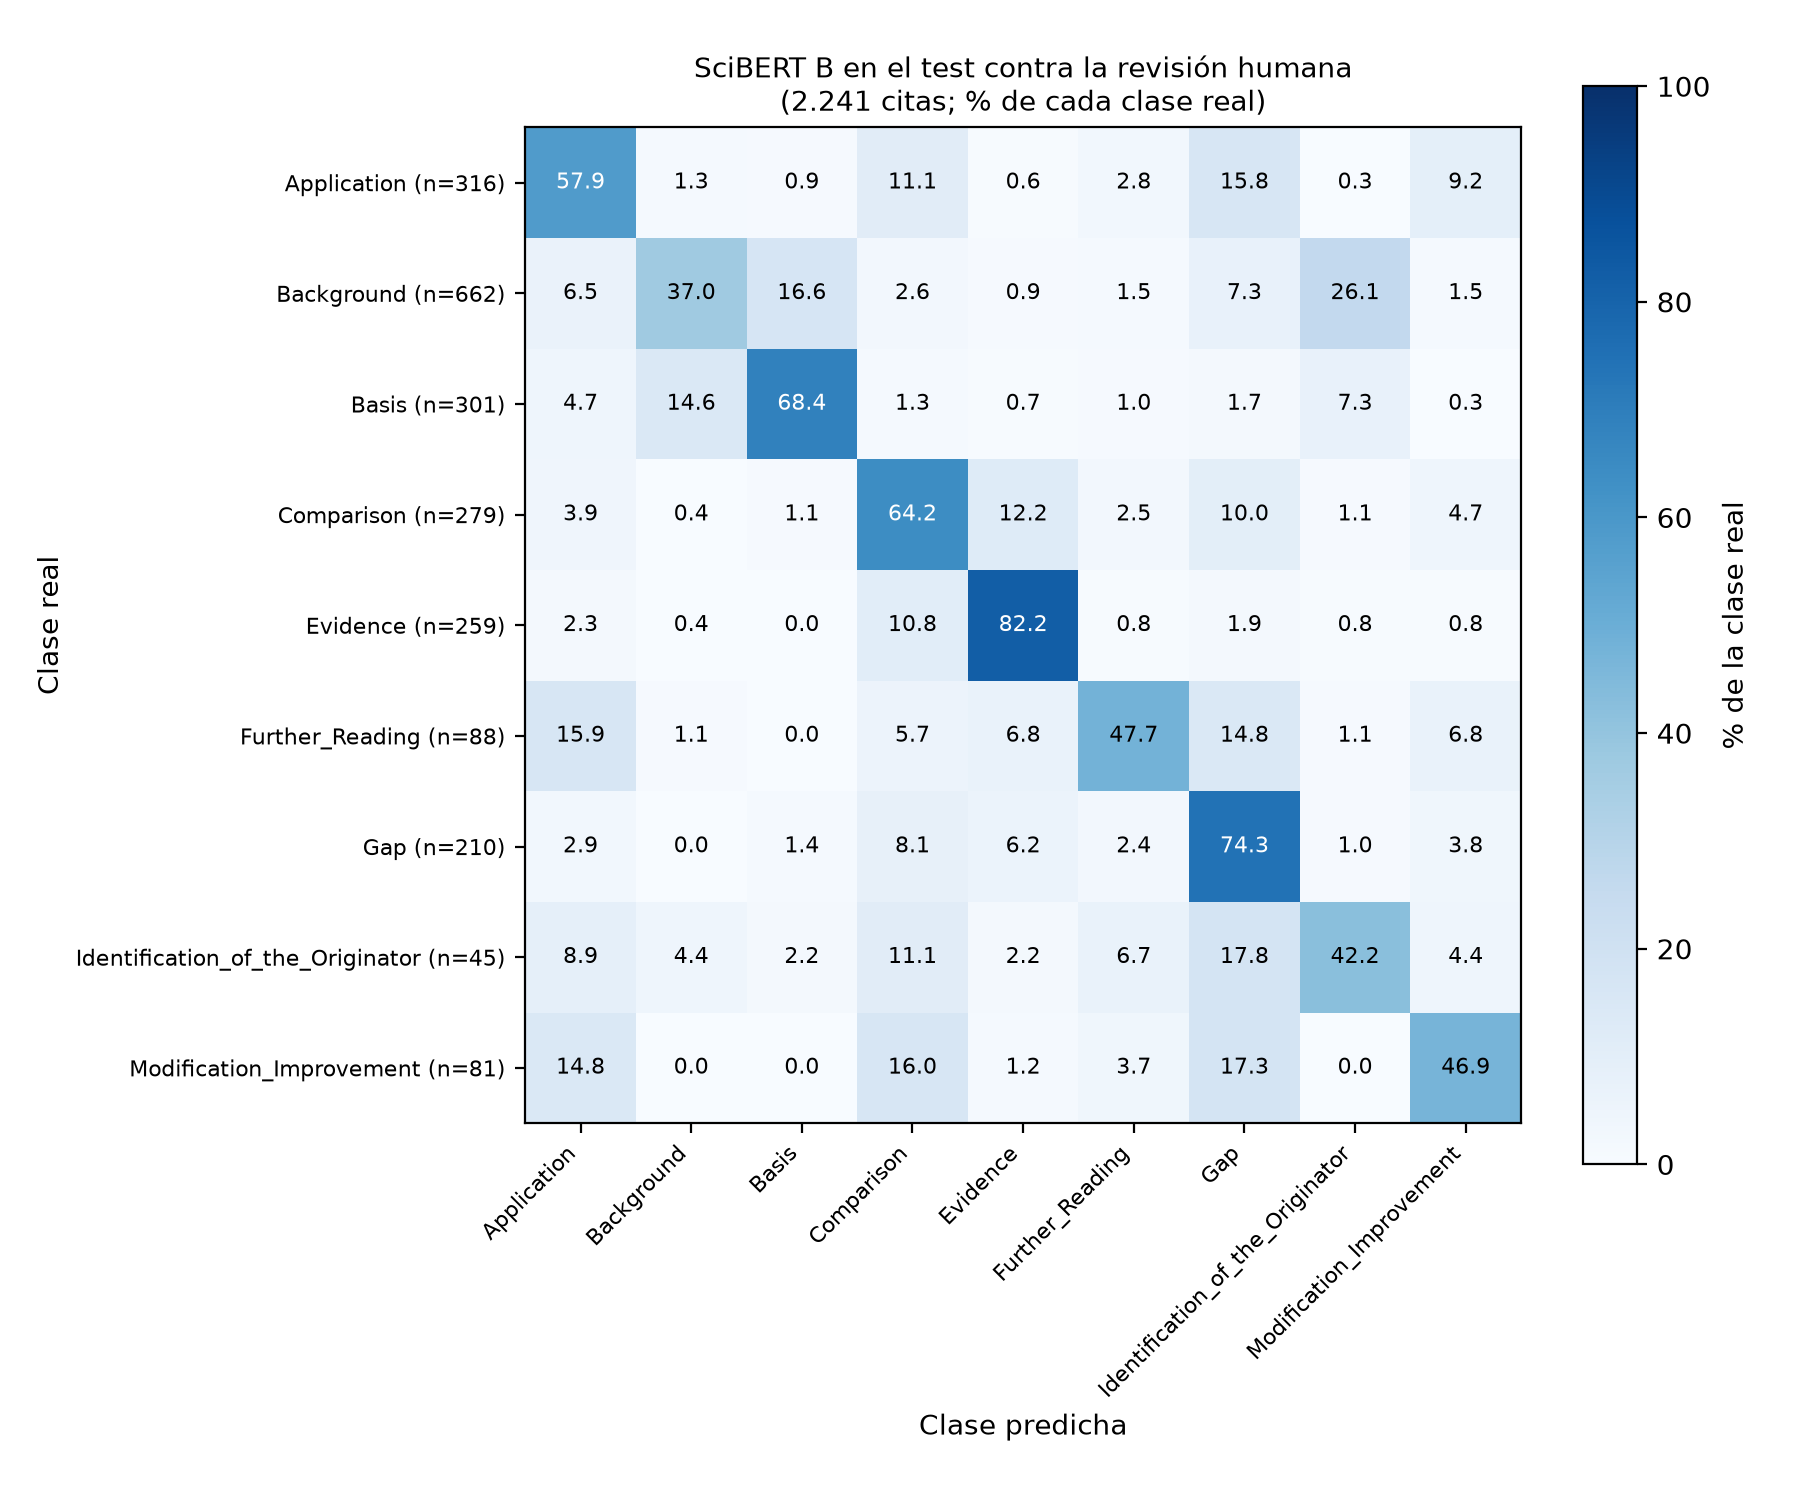 SciBERT B en el test contra la revisión humana
(2.241 citas; % de cada clase real)
Clase real
Application (n=316) 57.9 1.3 0.9 11.1 0.6 2.8 15.8 0.3 9.2
Background (n=662) 6.5 37.0 16.6 2.6 0.9 1.5 7.3 26.1 1.5
Basis (n=301) 4.7 14.6 68.4 1.3 0.7 1.0 1.7 7.3 0.3
Comparison (n=279) 3.9 0.4 1.1 64.2 12.2 2.5 10.0 1.1 4.7
Evidence (n=259) 2.3 0.4 0.0 10.8 82.2 0.8 1.9 0.8 0.8
Further_Reading (n=88) 15.9 1.1 0.0 5.7 6.8 47.7 14.8 1.1 6.8
Gap (n=210) 2.9 0.0 1.4 8.1 6.2 2.4 74.3 1.0 3.8
Identification_of_the_Originator (n=45) 8.9 4.4 2.2 11.1 2.2 6.7 17.8 42.2 4.4
Modification_Improvement (n=81) 14.8 0.0 0.0 16.0 1.2 3.7 17.3 0.0 46.9
Application
Background
Basis
Comparison
Evidence
Further_Reading
Gap
Identification_of_the_Originator
Modification_Improvement
Clase predicha
100
80
60
40
20
0
% de la clase real